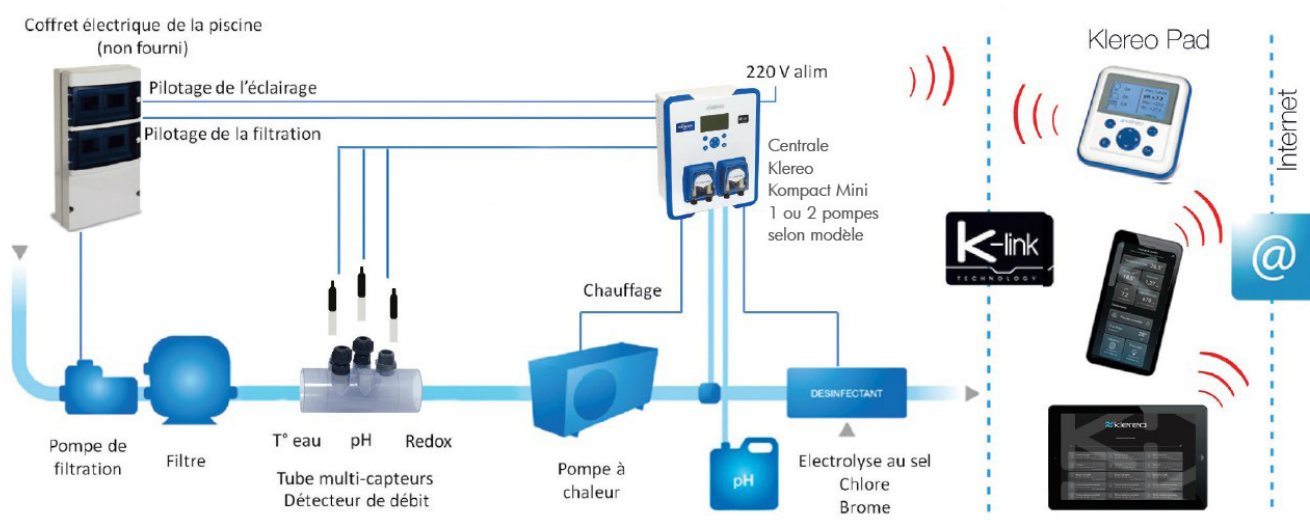 Coffret électrique de la piscine
(non fourni)
Pilotage de l'éclairage
Pilotage de la filtration
220 V alim
Centrale
Klereo
Kompact Mini
1 ou 2 pompes
selon modèle
Klereo Pad
Internet
K-link
TECHNOLOGY
@
Chauffage
DESINFECTANT
pH
Pompe de
filtration
Filtre
T° eau pH Redox
Tube multi-capteurs
Détecteur de débit
Pompe à
chaleur
Electrolyse au sel
Chlore
Brome
klereo